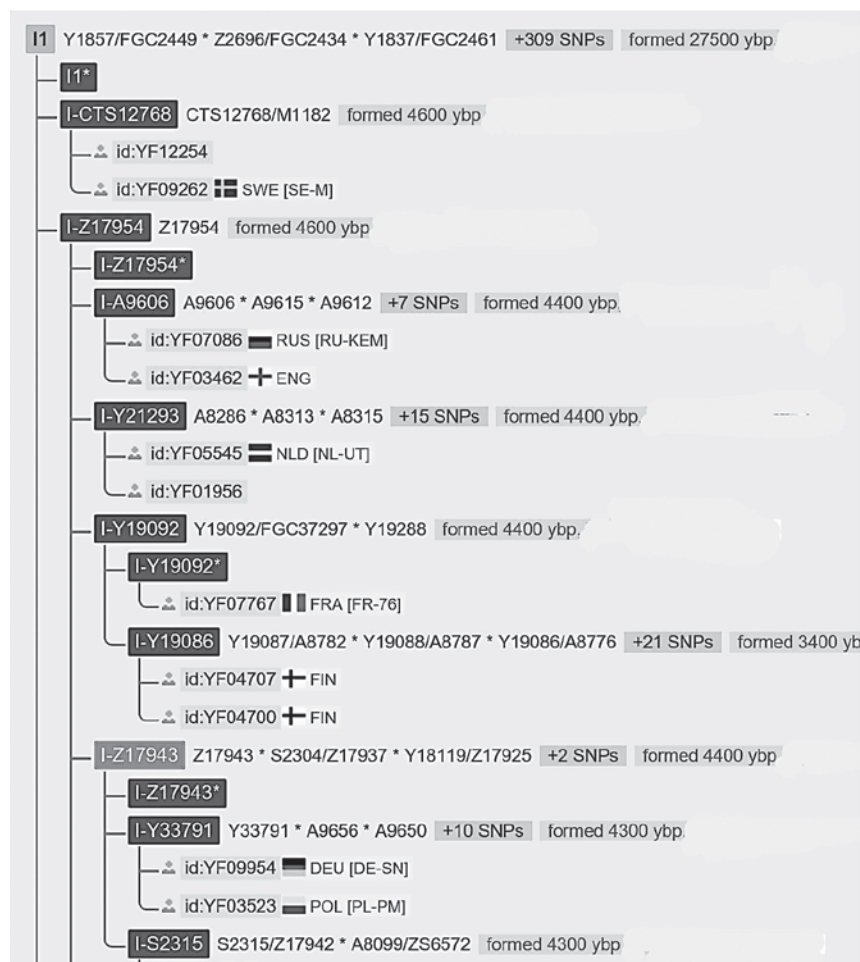 I1 Y1857/FGC2449 * Z2696/FGC2434 * Y1837/FGC2461 +309 SNPs formed 27500 ybp
I1*
I-CTS12768 CTS12768/M1182 formed 4600 ybp
id:YF12254
id:YF09262 SWE [SE-M]
I-Z17954 Z17954 formed 4600 ybp
I-Z17954*
I-A9606 A9606 * A9615 * A9612 +7 SNPs formed 4400 ybp,
id:YF07086 RUS [RU-KEM]
id:YF03462 ENG
I-Y21293 A8286 * A8313 * A8315 +15 SNPs formed 4400 ybp,
id:YF05545 NLD [NL-UT]
id:YF01956
I-Y19092 Y19092/FGC37297 * Y19288 formed 4400 ybp,
I-Y19092*
id:YF07767 FRA [FR-76]
I-Y19086 Y19087/A8782 * Y19088/A8787 * Y19086/A8776 +21 SNPs formed 3400 yb
id:YF04707 FIN
id:YF04700 FIN
I-Z17943 Z17943 * S2304/Z17937 * Y18119/Z17925 +2 SNPs formed 4400 ybp
I-Z17943*
I-Y33791 Y33791 * A9656 * A9650 +10 SNPs formed 4300 ybp,
id:YF09954 DEU [DE-SN]
id:YF03523 POL [PL-PM]
I-S2315 S2315/Z17942 * A8099/ZS6572 formed 4300 ybp